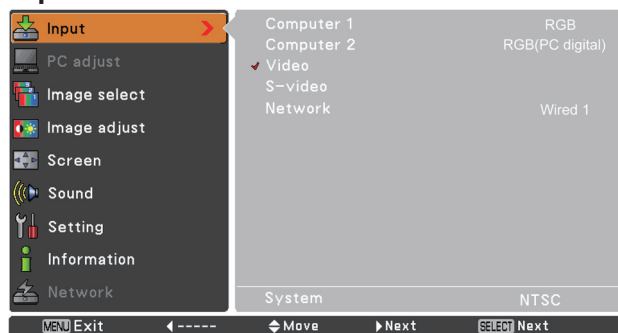 Input
PC adjust
Image select
Image adjust
Screen
Sound
Setting
Information
Network
Computer 1 RGB
Computer 2 RGB(PC digital)
Video
S-video
Network Wired 1
System NTSC
MENU Exit ----- Move Next SELECT Next